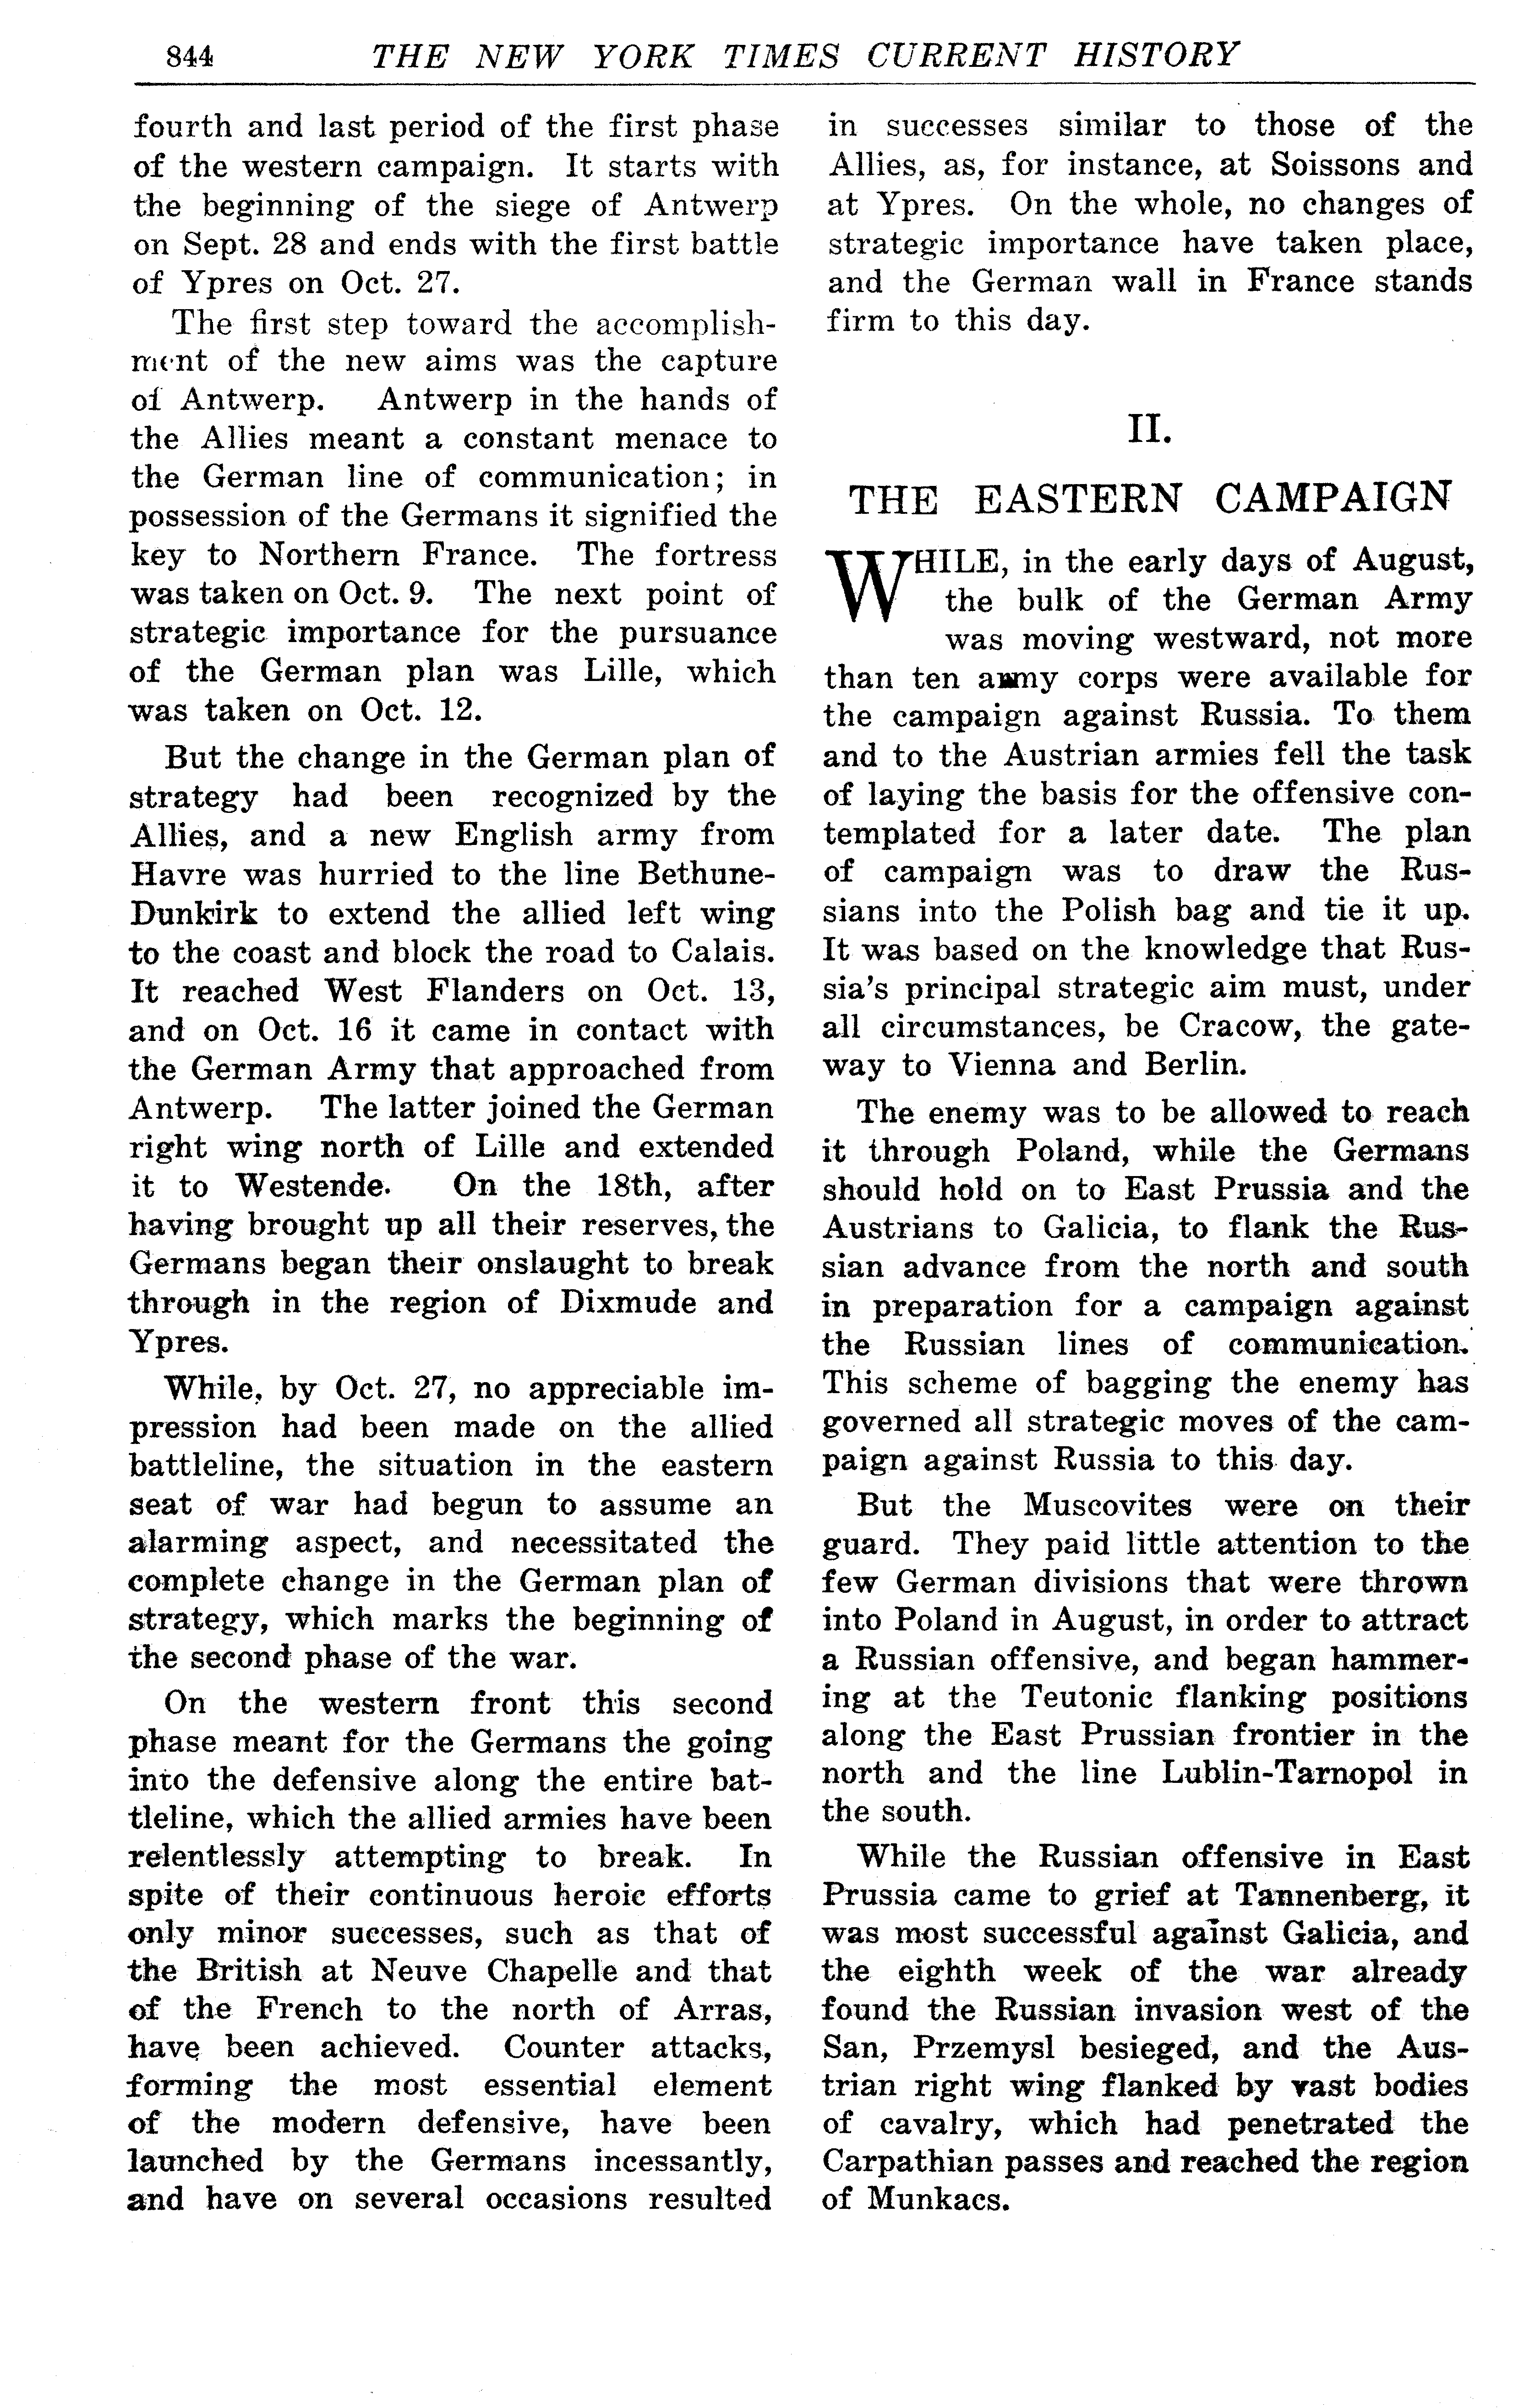 844 THE NEW YORK TIMES CURRENT HISTORY
fourth and last period of the first phase
of the western campaign. It starts with
the beginning of the siege of Antwerp
on Sept. 28 and ends with the first battle
of Ypres on Oct. 27.
The first step toward the accomplish-
ment of the new aims was the capture
of Antwerp. Antwerp in the hands of
the Allies meant a constant menace to
the German line of communication; in
possession of the Germans it signified the
key to Northern France. The fortress
was taken on Oct. 9. The next point of
strategic importance for the pursuance
of the German plan was Lille, which
was taken on Oct. 12.
But the change in the German plan of
strategy had been recognized by the
Allies, and a new English army from
Havre was hurried to the line Bethune-
Dunkirk to extend the allied left wing
to the coast and block the road to Calais.
It reached West Flanders on Oct. 13,
and on Oct. 16 it came in contact with
the German Army that approached from
Antwerp. The latter joined the German
right wing north of Lille and extended
it to Westende. On the 18th, after
having brought up all their reserves, the
Germans began their onslaught to break
through in the region of Dixmude and
Ypres.
While, by Oct. 27, no appreciable im-
pression had been made on the allied
battleline, the situation in the eastern
seat of war had begun to assume an
alarming aspect, and necessitated the
complete change in the German plan of
strategy, which marks the beginning of
the second phase of the war.
On the western front this second
phase meant for the Germans the going
into the defensive along the entire bat-
tleline, which the allied armies have been
relentlessly attempting to break. In
spite of their continuous heroic efforts
only minor successes, such as that of
the British at Neuve Chapelle and that
of the French to the north of Arras,
have been achieved. Counter attacks,
forming the most essential element
of the modern defensive, have been
launched by the Germans incessantly,
and have on several occasions resulted
in successes similar to those of the
Allies, as, for instance, at Soissons and
at Ypres. On the whole, no changes of
strategic importance have taken place,
and the German wall in France stands
firm to this day.
II.
THE EASTERN CAMPAIGN
WHILE, in the early days of August,
the bulk of the German Army
was moving westward, not more
than ten army corps were available for
the campaign against Russia. To them
and to the Austrian armies fell the task
of laying the basis for the offensive con-
templated for a later date. The plan
of campaign was to draw the Rus-
sians into the Polish bag and tie it up.
It was based on the knowledge that Rus-
sia's principal strategic aim must, under
all circumstances, be Cracow, the gate-
way to Vienna and Berlin.
The enemy was to be allowed to reach
it through Poland, while the Germans
should hold on to East Prussia and the
Austrians to Galicia, to flank the Rus-
sian advance from the north and south
in preparation for a campaign against
the Russian lines of communication.
This scheme of bagging the enemy has
governed all strategic moves of the cam-
paign against Russia to this day.
But the Muscovites were on their
guard. They paid little attention to the
few German divisions that were thrown
into Poland in August, in order to attract
a Russian offensive, and began hammer-
ing at the Teutonic flanking positions
along the East Prussian frontier in the
north and the line Lublin-Tarnopol in
the south.
While the Russian offensive in East
Prussia came to grief at Tannenberg, it
was most successful against Galicia, and
the eighth week of the war already
found the Russian invasion west of the
San, Przemysl besieged, and the Aus-
trian right wing flanked by vast bodies
of cavalry, which had penetrated the
Carpathian passes and reached the region
of Munkacs.